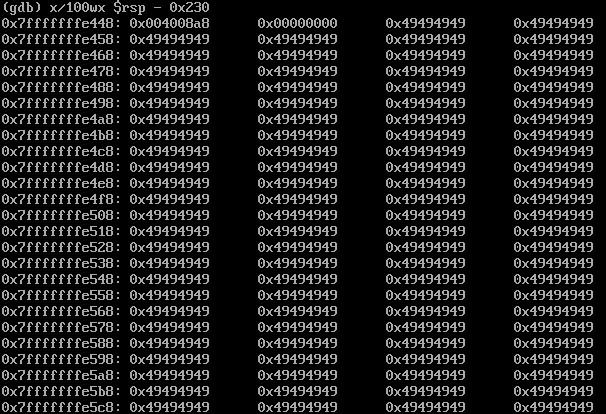 (gdb) x/100wx $rsp - 0x230
0x7fffffffe448: 0x004008a8 0x00000000 0x49494949 0x49494949
0x7fffffffe458: 0x49494949 0x49494949 0x49494949 0x49494949
0x7fffffffe468: 0x49494949 0x49494949 0x49494949 0x49494949
0x7fffffffe478: 0x49494949 0x49494949 0x49494949 0x49494949
0x7fffffffe488: 0x49494949 0x49494949 0x49494949 0x49494949
0x7fffffffe498: 0x49494949 0x49494949 0x49494949 0x49494949
0x7fffffffe4a8: 0x49494949 0x49494949 0x49494949 0x49494949
0x7fffffffe4b8: 0x49494949 0x49494949 0x49494949 0x49494949
0x7fffffffe4c8: 0x49494949 0x49494949 0x49494949 0x49494949
0x7fffffffe4d8: 0x49494949 0x49494949 0x49494949 0x49494949
0x7fffffffe4e8: 0x49494949 0x49494949 0x49494949 0x49494949
0x7fffffffe4f8: 0x49494949 0x49494949 0x49494949 0x49494949
0x7fffffffe508: 0x49494949 0x49494949 0x49494949 0x49494949
0x7fffffffe518: 0x49494949 0x49494949 0x49494949 0x49494949
0x7fffffffe528: 0x49494949 0x49494949 0x49494949 0x49494949
0x7fffffffe538: 0x49494949 0x49494949 0x49494949 0x49494949
0x7fffffffe548: 0x49494949 0x49494949 0x49494949 0x49494949
0x7fffffffe558: 0x49494949 0x49494949 0x49494949 0x49494949
0x7fffffffe568: 0x49494949 0x49494949 0x49494949 0x49494949
0x7fffffffe578: 0x49494949 0x49494949 0x49494949 0x49494949
0x7fffffffe588: 0x49494949 0x49494949 0x49494949 0x49494949
0x7fffffffe598: 0x49494949 0x49494949 0x49494949 0x49494949
0x7fffffffe5a8: 0x49494949 0x49494949 0x49494949 0x49494949
0x7fffffffe5b8: 0x49494949 0x49494949 0x49494949 0x49494949
0x7fffffffe5c8: 0x49494949 0x49494949 0x49494949 0x49494949